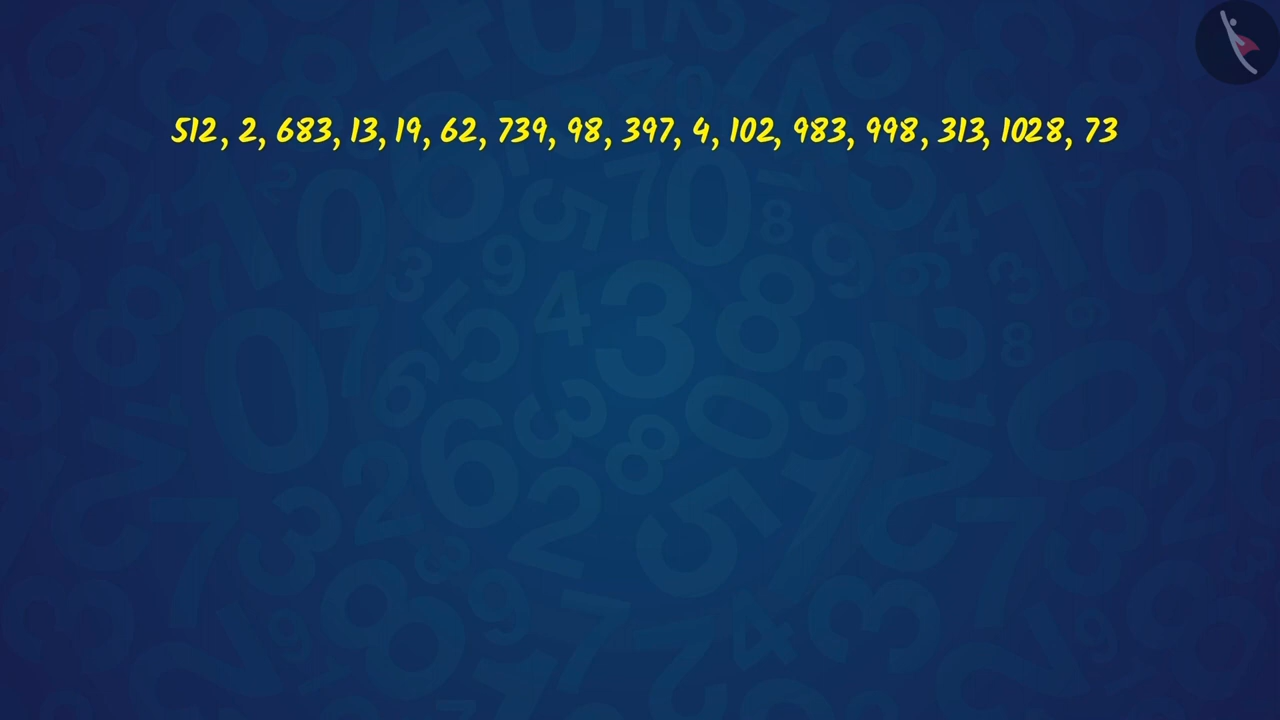 512, 2, 683, 13, 19, 62, 739, 98, 397, 4, 102, 983, 998, 313, 1028, 73